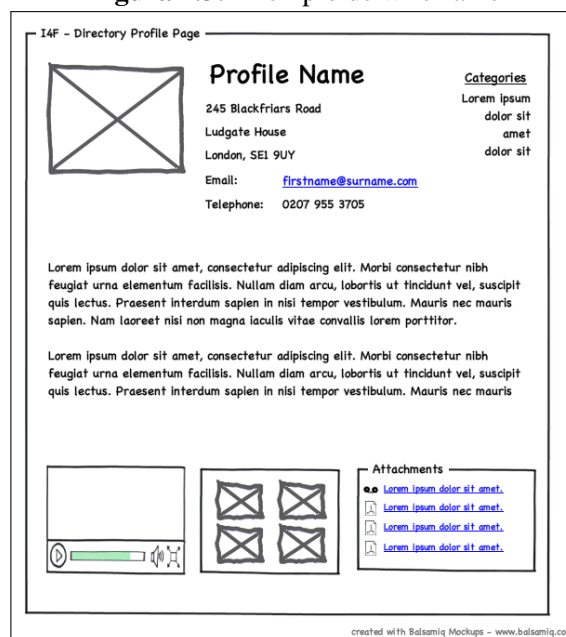 I4F - Directory Profile Page
Profile Name
245 Blackfriars Road
Ludgate House
London, SE1 9UY
Email: firstname@surname.com
Telephone: 0207 955 3705
Categories
Lorem ipsum
dolor sit
amet
dolor sit
Lorem ipsum dolor sit amet, consectetur adipiscing elit. Morbi consectetur nibh
feugiat urna elementum facilisis. Nullam diam arcu, lobortis ut tincidunt vel, suscipit
quis lectus. Praesent interdum sapien in nisi tempor vestibulum. Mauris nec mauris
sapien. Nam laoreet nisi non magna iaculis vitae convallis lorem porttitor.
Lorem ipsum dolor sit amet, consectetur adipiscing elit. Morbi consectetur nibh
feugiat urna elementum facilisis. Nullam diam arcu, lobortis ut tincidunt vel, suscipit
quis lectus. Praesent interdum sapien in nisi tempor vestibulum. Mauris nec mauris
Attachments
Lorem ipsum dolor sit amet.
Lorem ipsum dolor sit amet.
Lorem ipsum dolor sit amet.
Lorem ipsum dolor sit amet.
created with Balsamiq Mockups - www.balsamiq.co